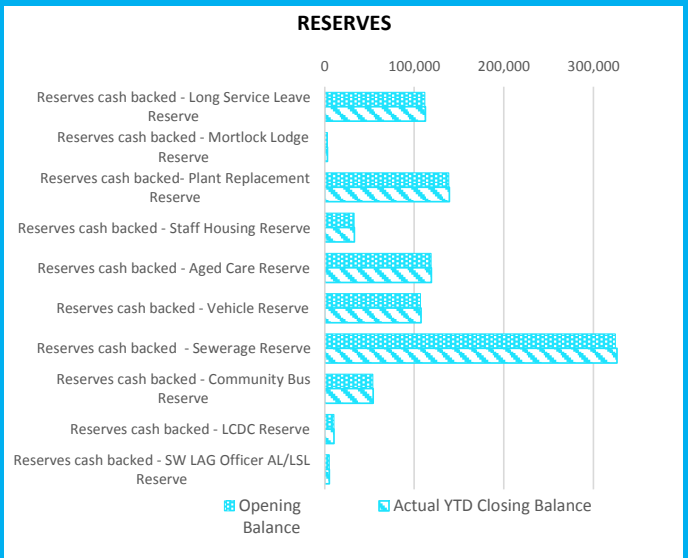 RESERVES
0 100,000 200,000 300,000
Reserves cash backed - Long Service Leave
Reserve
Reserves cash backed - Mortlock Lodge
Reserve
Reserves cash backed- Plant Replacement
Reserve
Reserves cash backed - Staff Housing Reserve
Reserves cash backed - Aged Care Reserve
Reserves cash backed - Vehicle Reserve
Reserves cash backed  - Sewerage Reserve
Reserves cash backed - Community Bus
Reserve
Reserves cash backed - LCDC Reserve
Reserves cash backed - SW LAG Officer AL/LSL
Reserve
Opening
Balance
Actual YTD Closing Balance